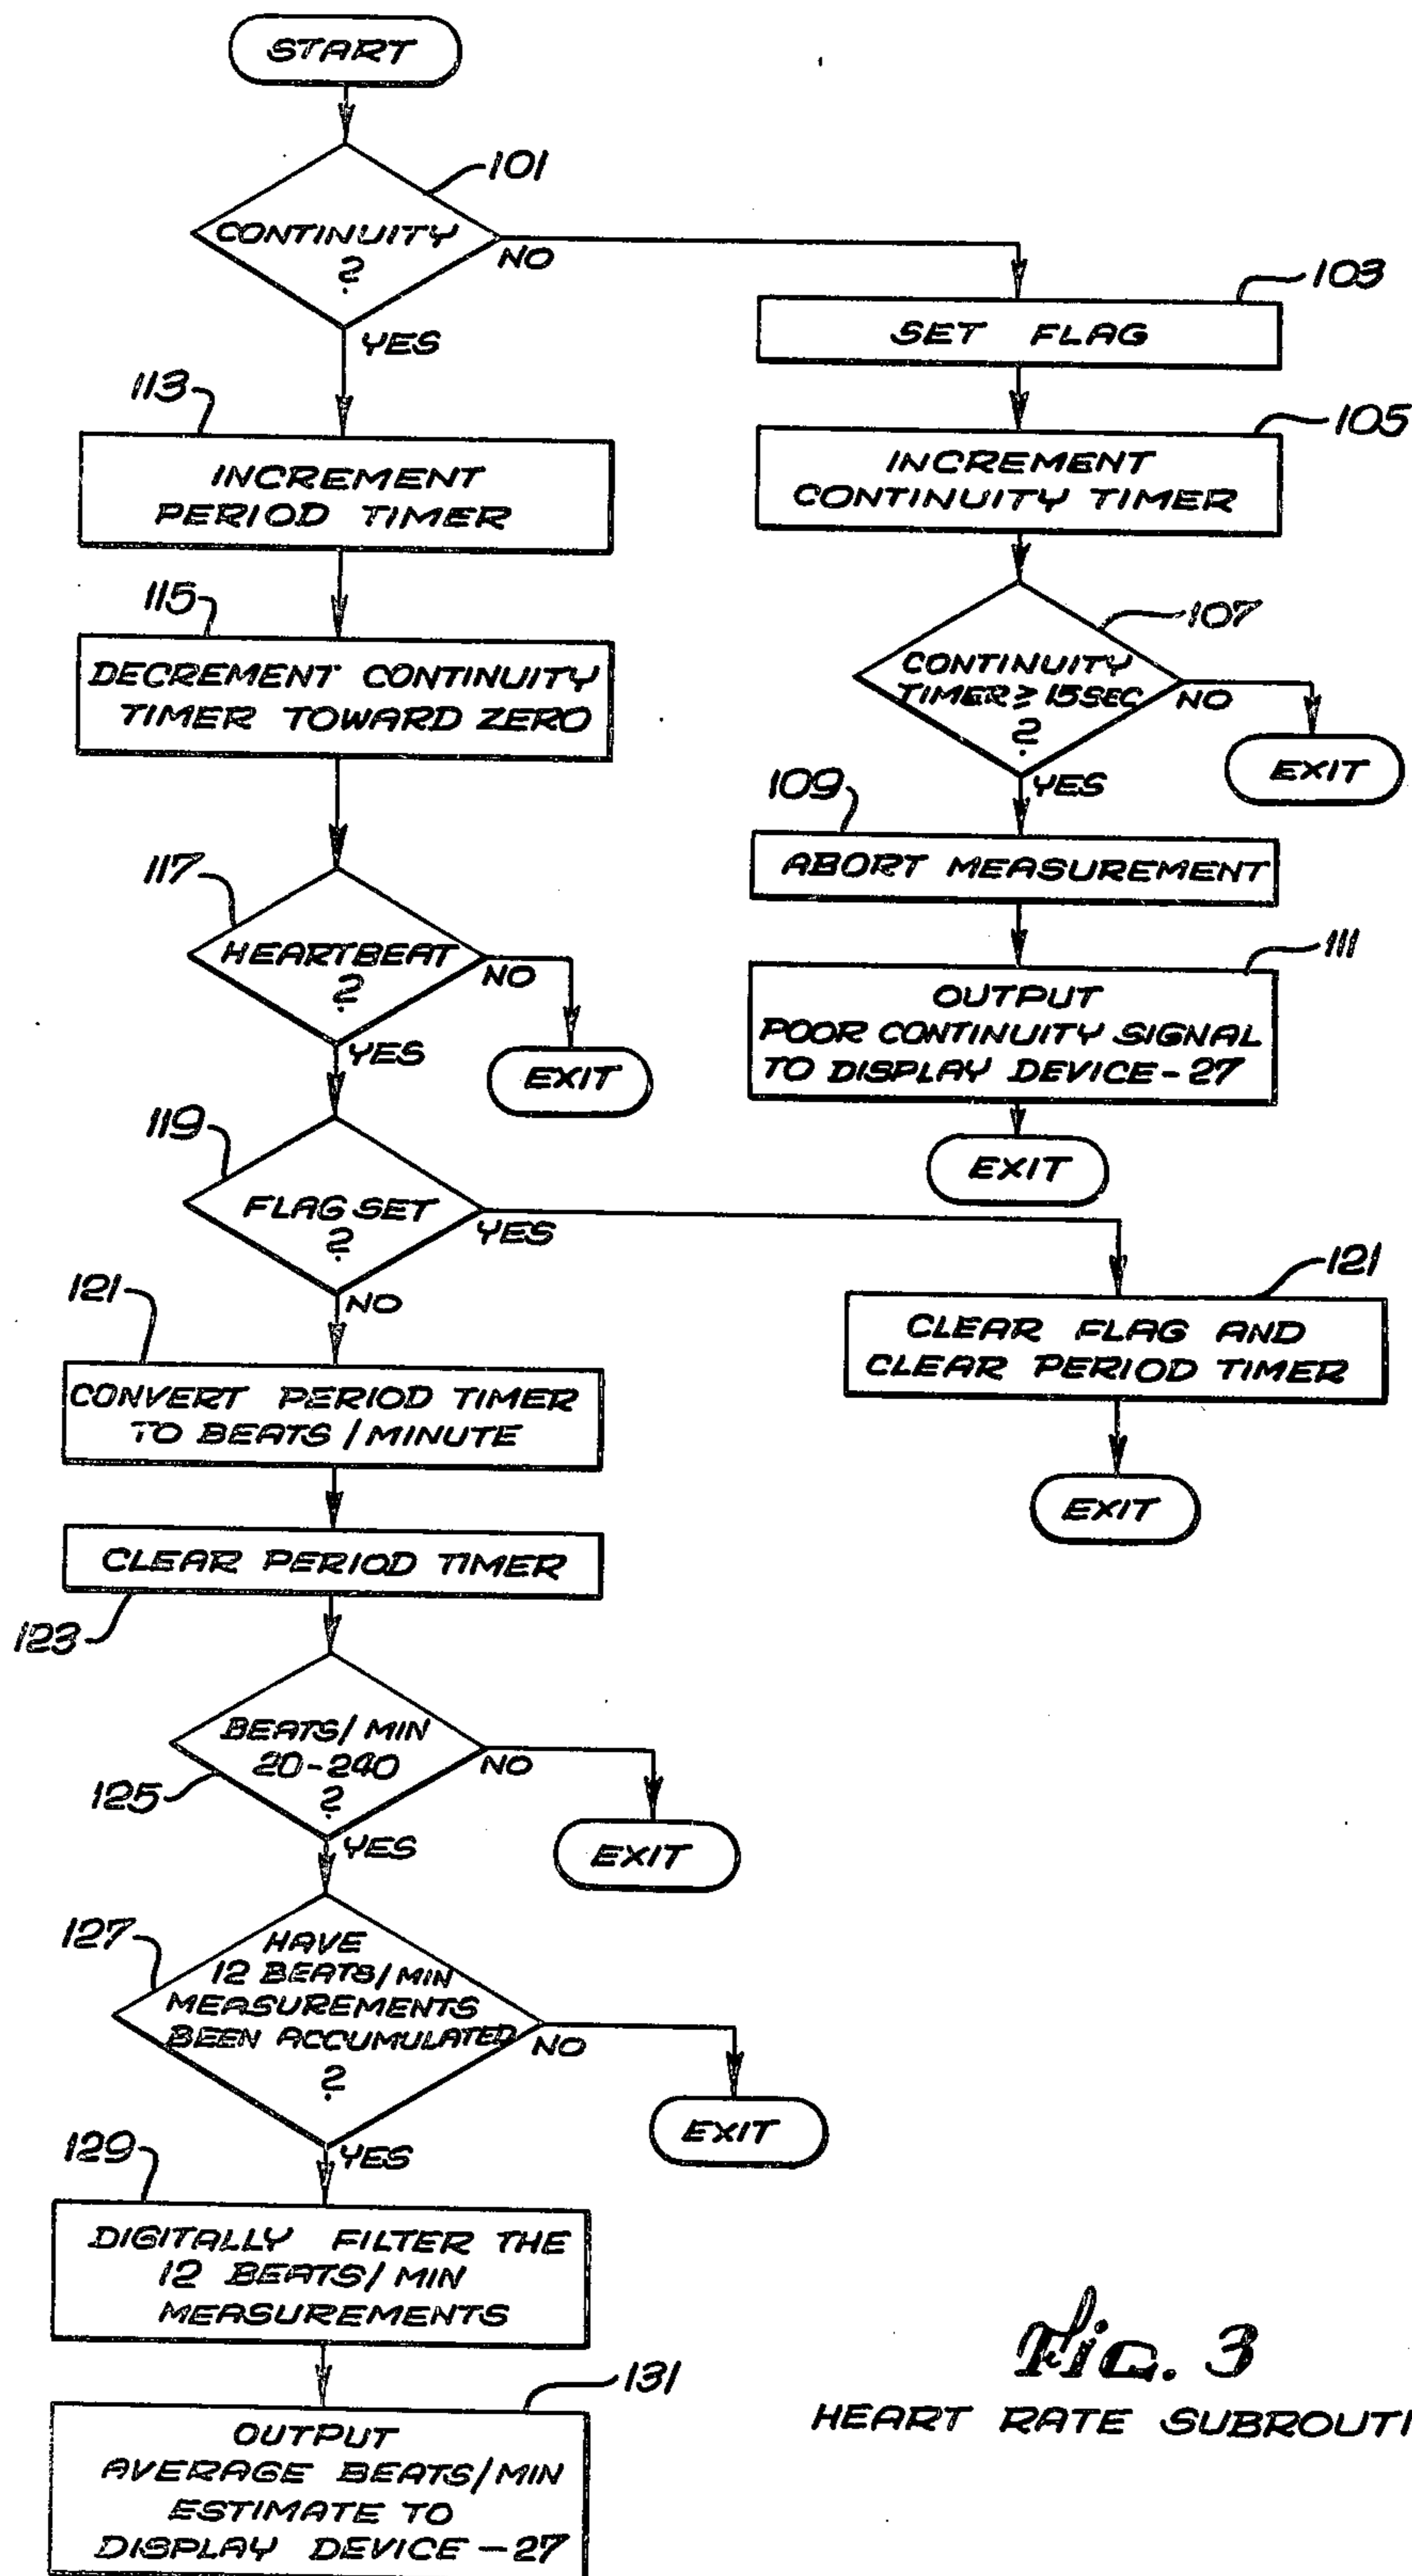 START
101
CONTINUITY
?
NO
YES
103
SET FLAG
113
INCREMENT
PERIOD TIMER
105
INCREMENT
CONTINUITY TIMER
115
DECREMENT CONTINUITY
TIMER TOWARD ZERO
107
CONTINUITY
TIMER ≥ 15 SEC
?
NO
EXIT
YES
109
ABORT MEASUREMENT
117
HEARTBEAT
?
NO
EXIT
YES
111
OUTPUT
POOR CONTINUITY SIGNAL
TO DISPLAY DEVICE-27
EXIT
119
FLAG SET
?
YES
NO
121
CLEAR FLAG AND
CLEAR PERIOD TIMER
EXIT
121
CONVERT PERIOD TIMER
TO BEATS/MINUTE
CLEAR PERIOD TIMER
123
BEATS/MIN
20-240
?
125
NO
EXIT
YES
127
HAVE
12 BEATS/MIN
MEASUREMENTS
BEEN ACCUMULATED
?
NO
EXIT
YES
129
DIGITALLY FILTER THE
12 BEATS/MIN
MEASUREMENTS
131
OUTPUT
AVERAGE BEATS/MIN
ESTIMATE TO
DISPLAY DEVICE-27
Fig. 3
HEART RATE SUBROUTI